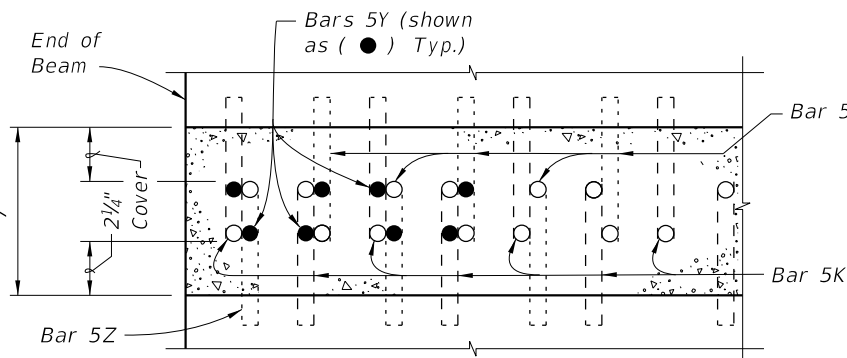 Bars 5Y (shown
as ( ● ) Typ.)
End of
Beam
Bar 5
2¼"
Cover
Bar 5K
Bar 5Z